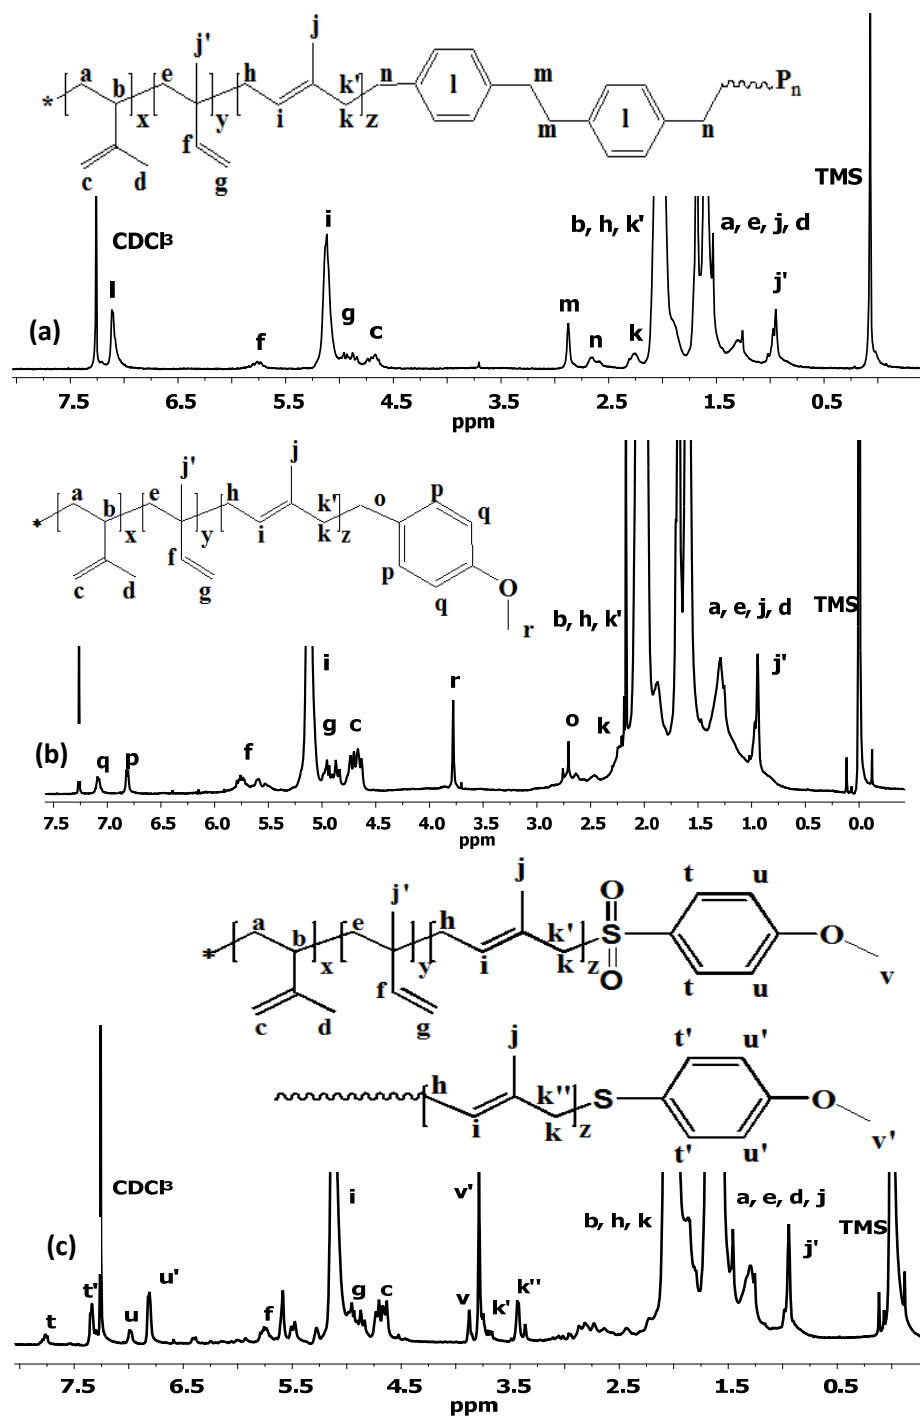 j
j'
a e h k' n m P n
b l l
* x y i k z m n
f
c d g
TMS
i b, h, k' a, e, j, d
CDCl3
l g m j'
(a) f c n k
7.5 6.5 5.5 4.5 3.5 2.5 1.5 0.5
ppm
j
j'
a e h k' o p
b q
* x y i k z
f p
c d g q O
r
b, h, k' a, e, j, d TMS
i
r j'
g c o k
(b) q p f
7.5 7.0 6.5 6.0 5.5 5.0 4.5 4.0 3.5 3.0 2.5 2.0 1.5 1.0 0.5 0.0
ppm
j O t u
j'
a e h k' S O
b
* x y i k z O v
f t u
c d g
j t' u'
h k'' S O
i k z v'
t' u'
CDCl3 i v' b, h, k a, e, d, j
TMS
(c) u' g c k'' j'
t' f v k'
t u
7.5 6.5 5.5 4.5 3.5 2.5 1.5 0.5
ppm